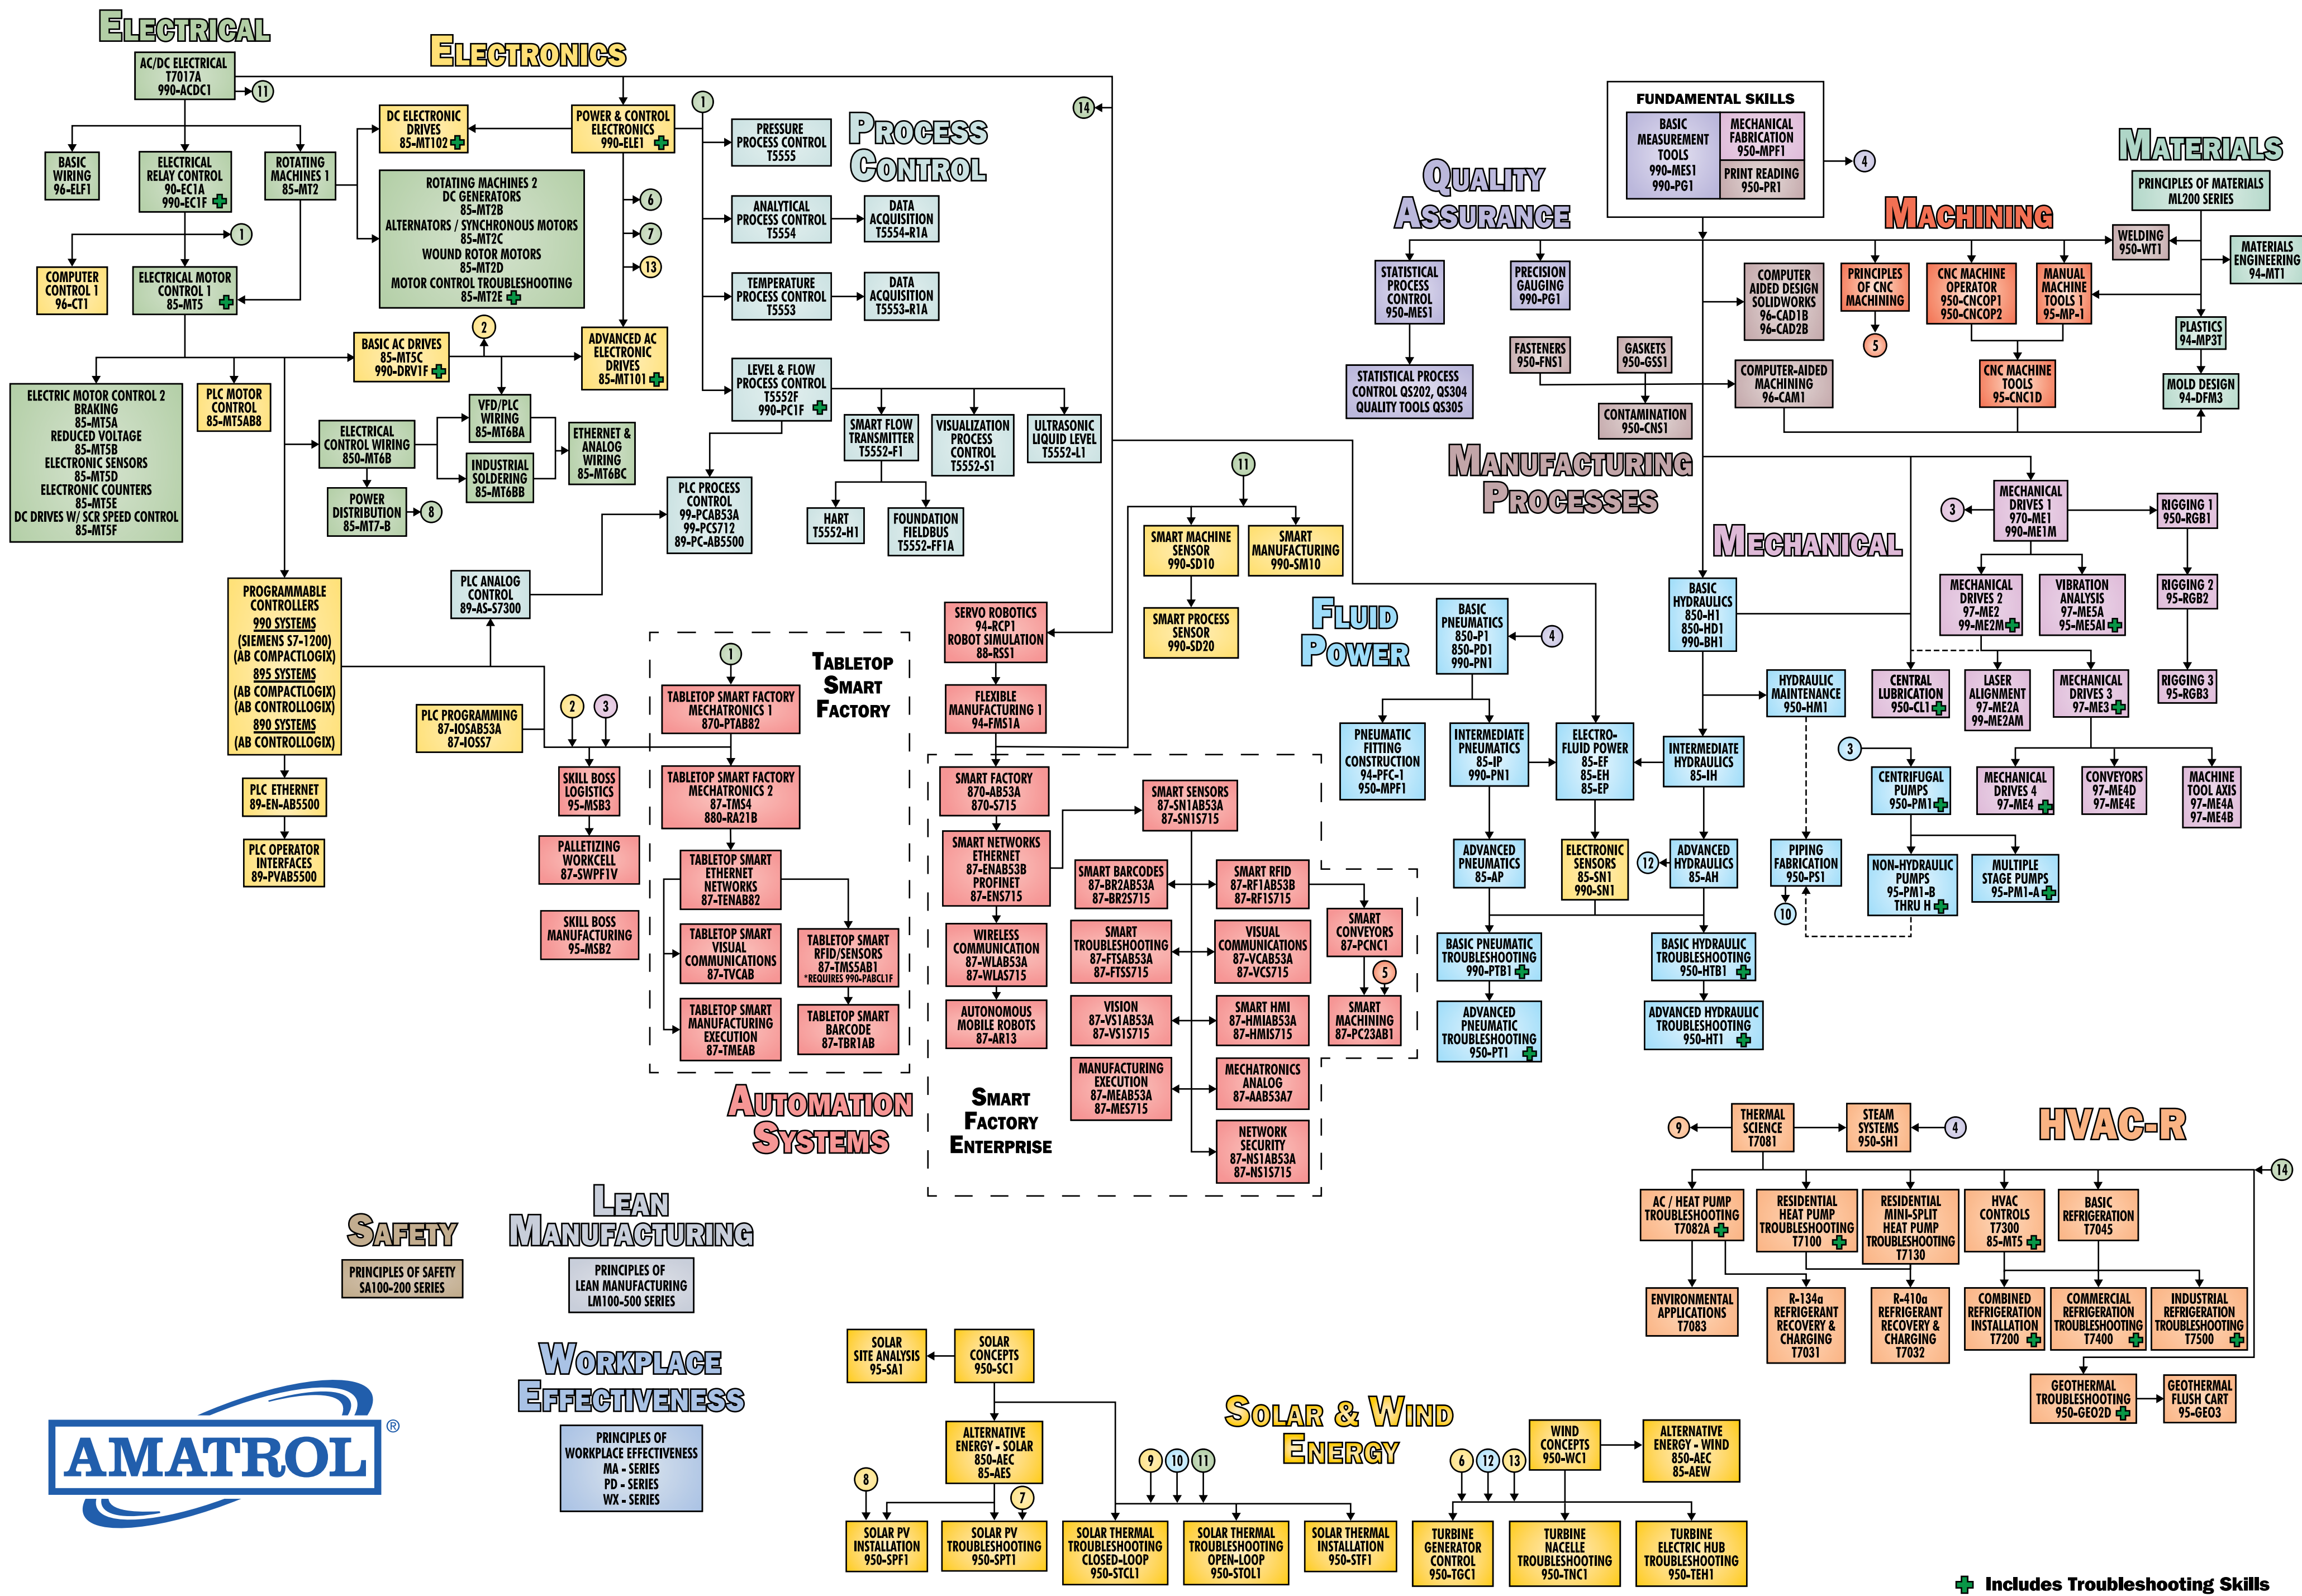 ELECTRICAL
AC/DC ELECTRICAL
T7017A
990-ACDC1
11
BASIC
WIRING
96-ELF1
ELECTRICAL
RELAY CONTROL
90-EC1A
990-EC1F
ROTATING
MACHINES 1
85-MT2
1
COMPUTER
CONTROL 1
96-CT1
ELECTRICAL MOTOR
CONTROL 1
85-MT5
ELECTRONICS
DC ELECTRONIC
DRIVES
85-MT102
POWER & CONTROL
ELECTRONICS
990-ELE1
ROTATING MACHINES 2
DC GENERATORS
85-MT2B
ALTERNATORS / SYNCHRONOUS MOTORS
85-MT2C
WOUND ROTOR MOTORS
85-MT2D
MOTOR CONTROL TROUBLESHOOTING
85-MT2E
6
7
13
2
BASIC AC DRIVES
85-MT5C
990-DRV1F
ADVANCED AC
ELECTRONIC
DRIVES
85-MT101
ELECTRIC MOTOR CONTROL 2
BRAKING
85-MT5A
REDUCED VOLTAGE
85-MT5B
ELECTRONIC SENSORS
85-MT5D
ELECTRONIC COUNTERS
85-MT5E
DC DRIVES W/ SCR SPEED CONTROL
85-MT5F
PLC MOTOR
CONTROL
85-MT5AB8
ELECTRICAL
CONTROL WIRING
850-MT6B
VFD/PLC
WIRING
85-MT6BA
INDUSTRIAL
SOLDERING
85-MT6BB
ETHERNET &
ANALOG
WIRING
85-MT6BC
POWER
DISTRIBUTION
85-MT7-B
8
PROGRAMMABLE
CONTROLLERS
990 SYSTEMS
(SIEMENS S7-1200)
(AB COMPACTLOGIX)
895 SYSTEMS
(AB COMPACTLOGIX)
(AB CONTROLLOGIX)
890 SYSTEMS
(AB CONTROLLOGIX)
PLC ETHERNET
89-EN-AB5500
PLC OPERATOR
INTERFACES
89-PVAB5500
PLC ANALOG
CONTROL
89-AS-S7300
PLC PROGRAMMING
87-IOSAB53A
87-IOSS7
1
PROCESS
CONTROL
PRESSURE
PROCESS CONTROL
T5555
ANALYTICAL
PROCESS CONTROL
T5554
DATA
ACQUISITION
T5554-R1A
TEMPERATURE
PROCESS CONTROL
T5553
DATA
ACQUISITION
T5553-R1A
LEVEL & FLOW
PROCESS CONTROL
T5552F
990-PC1F
SMART FLOW
TRANSMITTER
T5552-F1
VISUALIZATION
PROCESS
CONTROL
T5552-S1
ULTRASONIC
LIQUID LEVEL
T5552-L1
HART
T5552-H1
FOUNDATION
FIELDBUS
T5552-FF1A
PLC PROCESS
CONTROL
99-PCAB53A
99-PCS712
89-PC-AB5500
14
11
SMART MACHINE
SENSOR
990-SD10
SMART
MANUFACTURING
990-SM10
SMART PROCESS
SENSOR
990-SD20
2
3
SKILL BOSS
LOGISTICS
95-MSB3
PALLETIZING
WORKCELL
87-SWPF1V
SKILL BOSS
MANUFACTURING
95-MSB2
TABLETOP
SMART
FACTORY
1
TABLETOP SMART FACTORY
MECHATRONICS 1
870-PTAB82
TABLETOP SMART FACTORY
MECHATRONICS 2
87-TMS4
880-RA21B
TABLETOP SMART
ETHERNET
NETWORKS
87-TENAB82
TABLETOP SMART
VISUAL
COMMUNICATIONS
87-TVCAB
TABLETOP SMART
MANUFACTURING
EXECUTION
87-TMEAB
TABLETOP SMART
RFID/SENSORS
87-TMS5AB1
*REQUIRES 990-PABCL1F
TABLETOP SMART
BARCODE
87-TBR1AB
AUTOMATION
SYSTEMS
SERVO ROBOTICS
94-RCP1
ROBOT SIMULATION
88-RSS1
FLEXIBLE
MANUFACTURING 1
94-FMS1A
SMART FACTORY
870-AB53A
870-S715
SMART NETWORKS
ETHERNET
87-ENAB53B
PROFINET
87-ENS715
WIRELESS
COMMUNICATION
87-WLAB53A
87-WLAS715
AUTONOMOUS
MOBILE ROBOTS
87-AR13
SMART
FACTORY
ENTERPRISE
SMART SENSORS
87-SN1AB53A
87-SN1S715
SMART BARCODES
87-BR2AB53A
87-BR2S715
SMART RFID
87-RF1AB53B
87-RF1S715
SMART
TROUBLESHOOTING
87-FTSAB53A
87-FTSS715
VISUAL
COMMUNICATIONS
87-VCAB53A
87-VCS715
VISION
87-VS1AB53A
87-VS1S715
SMART HMI
87-HMIAB53A
87-HMIS715
MANUFACTURING
EXECUTION
87-MEAB53A
87-MES715
MECHATRONICS
ANALOG
87-AAB53A7
NETWORK
SECURITY
87-NS1AB53A
87-NS1S715
SMART
CONVEYORS
87-PCNC1
5
SMART
MACHINING
87-PC23AB1
FUNDAMENTAL SKILLS
BASIC
MEASUREMENT
TOOLS
990-MES1
990-PG1
MECHANICAL
FABRICATION
950-MPF1
PRINT READING
950-PR1
4
QUALITY
ASSURANCE
STATISTICAL
PROCESS
CONTROL
950-MES1
PRECISION
GAUGING
990-PG1
STATISTICAL PROCESS
CONTROL QS202, QS304
QUALITY TOOLS QS305
FASTENERS
950-FNS1
GASKETS
950-GSS1
CONTAMINATION
950-CNS1
MANUFACTURING
PROCESSES
COMPUTER
AIDED DESIGN
SOLIDWORKS
96-CAD1B
96-CAD2B
COMPUTER-AIDED
MACHINING
96-CAM1
MACHINING
PRINCIPLES
OF CNC
MACHINING
5
CNC MACHINE
OPERATOR
950-CNCOP1
950-CNCOP2
MANUAL
MACHINE
TOOLS 1
95-MP-1
CNC MACHINE
TOOLS
95-CNC1D
MATERIALS
PRINCIPLES OF MATERIALS
ML200 SERIES
WELDING
950-WT1
MATERIALS
ENGINEERING
94-MT1
PLASTICS
94-MP3T
MOLD DESIGN
94-DFM3
MECHANICAL
3
MECHANICAL
DRIVES 1
970-ME1
990-ME1M
RIGGING 1
950-RGB1
MECHANICAL
DRIVES 2
97-ME2
99-ME2M
VIBRATION
ANALYSIS
97-ME5A
95-ME5AI
RIGGING 2
95-RGB2
CENTRAL
LUBRICATION
950-CL1
LASER
ALIGNMENT
97-ME2A
99-ME2AM
MECHANICAL
DRIVES 3
97-ME3
RIGGING 3
95-RGB3
MECHANICAL
DRIVES 4
97-ME4
CONVEYORS
97-ME4D
97-ME4E
MACHINE
TOOL AXIS
97-ME4A
97-ME4B
FLUID
POWER
BASIC
PNEUMATICS
850-P1
850-PD1
990-PN1
4
BASIC
HYDRAULICS
850-H1
850-HD1
990-BH1
HYDRAULIC
MAINTENANCE
950-HM1
PNEUMATIC
FITTING
CONSTRUCTION
94-PFC-1
950-MPF1
INTERMEDIATE
PNEUMATICS
85-IP
990-PN1
ELECTRO-
FLUID POWER
85-EF
85-EH
85-EP
INTERMEDIATE
HYDRAULICS
85-IH
3
CENTRIFUGAL
PUMPS
950-PM1
ADVANCED
PNEUMATICS
85-AP
ELECTRONIC
SENSORS
85-SN1
990-SN1
12
ADVANCED
HYDRAULICS
85-AH
PIPING
FABRICATION
950-PS1
10
NON-HYDRAULIC
PUMPS
95-PM1-B
THRU H
MULTIPLE
STAGE PUMPS
95-PM1-A
BASIC PNEUMATIC
TROUBLESHOOTING
990-PTB1
BASIC HYDRAULIC
TROUBLESHOOTING
950-HTB1
ADVANCED
PNEUMATIC
TROUBLESHOOTING
950-PT1
ADVANCED HYDRAULIC
TROUBLESHOOTING
950-HT1
HVAC-R
9
THERMAL
SCIENCE
T7081
STEAM
SYSTEMS
950-SH1
4
14
AC / HEAT PUMP
TROUBLESHOOTING
T7082A
RESIDENTIAL
HEAT PUMP
TROUBLESHOOTING
T7100
RESIDENTIAL
MINI-SPLIT
HEAT PUMP
TROUBLESHOOTING
T7130
HVAC
CONTROLS
T7300
85-MT5
BASIC
REFRIGERATION
T7045
ENVIRONMENTAL
APPLICATIONS
T7083
R-134a
REFRIGERANT
RECOVERY &
CHARGING
T7031
R-410a
REFRIGERANT
RECOVERY &
CHARGING
T7032
COMBINED
REFRIGERATION
INSTALLATION
T7200
COMMERCIAL
REFRIGERATION
TROUBLESHOOTING
T7400
INDUSTRIAL
REFRIGERATION
TROUBLESHOOTING
T7500
GEOTHERMAL
TROUBLESHOOTING
950-GEO2D
GEOTHERMAL
FLUSH CART
95-GEO3
SAFETY
PRINCIPLES OF SAFETY
SA100-200 SERIES
LEAN
MANUFACTURING
PRINCIPLES OF
LEAN MANUFACTURING
LM100-500 SERIES
WORKPLACE
EFFECTIVENESS
PRINCIPLES OF
WORKPLACE EFFECTIVENESS
MA - SERIES
PD - SERIES
WX - SERIES
AMATROL®
SOLAR & WIND
ENERGY
SOLAR
SITE ANALYSIS
95-SA1
SOLAR
CONCEPTS
950-SC1
ALTERNATIVE
ENERGY - SOLAR
850-AEC
85-AES
8
7
9
10
11
SOLAR PV
INSTALLATION
950-SPF1
SOLAR PV
TROUBLESHOOTING
950-SPT1
SOLAR THERMAL
TROUBLESHOOTING
CLOSED-LOOP
950-STCL1
SOLAR THERMAL
TROUBLESHOOTING
OPEN-LOOP
950-STOL1
SOLAR THERMAL
INSTALLATION
950-STF1
6
12
13
WIND
CONCEPTS
950-WC1
ALTERNATIVE
ENERGY - WIND
850-AEC
85-AEW
TURBINE
GENERATOR
CONTROL
950-TGC1
TURBINE
NACELLE
TROUBLESHOOTING
950-TNC1
TURBINE
ELECTRIC HUB
TROUBLESHOOTING
950-TEH1
Includes Troubleshooting Skills